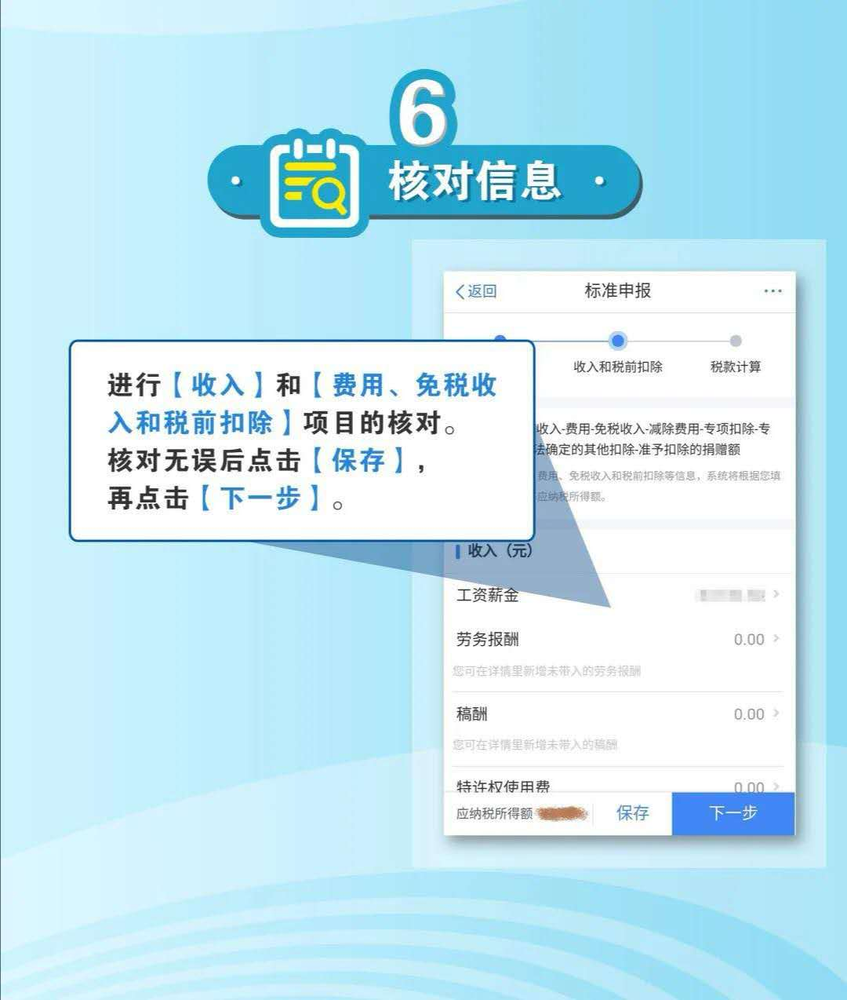 6
核对信息
返回
标准申报
...
收入和税前扣除
税款计算
进行【收入】和【费用、免税收
入和税前扣除】项目的核对。
核对无误后点击【保存】,
再点击【下一步】。
收入-费用-免税收入-减除费用-专项扣除-专
法确定的其他扣除-准予扣除的捐赠额
费用、免税收入和税前扣除等信息，系统将根据您填
应纳税所得额。
收入（元）
工资薪金
劳务报酬 0.00
您可在详情里新增未带入的劳务报酬
稿酬 0.00
您可在详情里新增未带入的稿酬
特许权使用费 0.00
应纳税所得额
保存
下一步